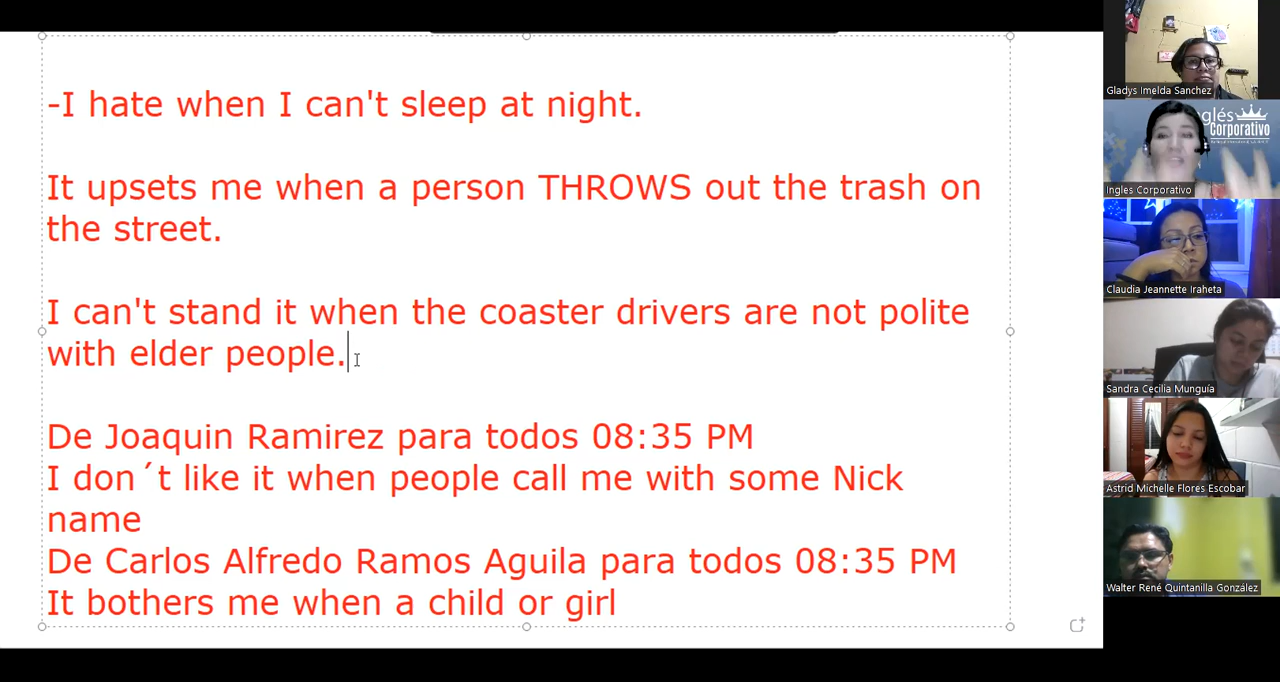 -I hate when I can't sleep at night.
It upsets me when a person THROWS out the trash on
the street.
I can't stand it when the coaster drivers are not polite
with elder people.
De Joaquin Ramirez para todos 08:35 PM
I don´t like it when people call me with some Nick
name
De Carlos Alfredo Ramos Aguila para todos 08:35 PM
It bothers me when a child or girl
Gladys Imelda Sanchez
glés
Corporativo
Ingles Corporativo
Claudia Jeannette Iraheta
Sandra Cecilia Munguía
Astrid Michelle Flores Escobar
Walter René Quintanilla González